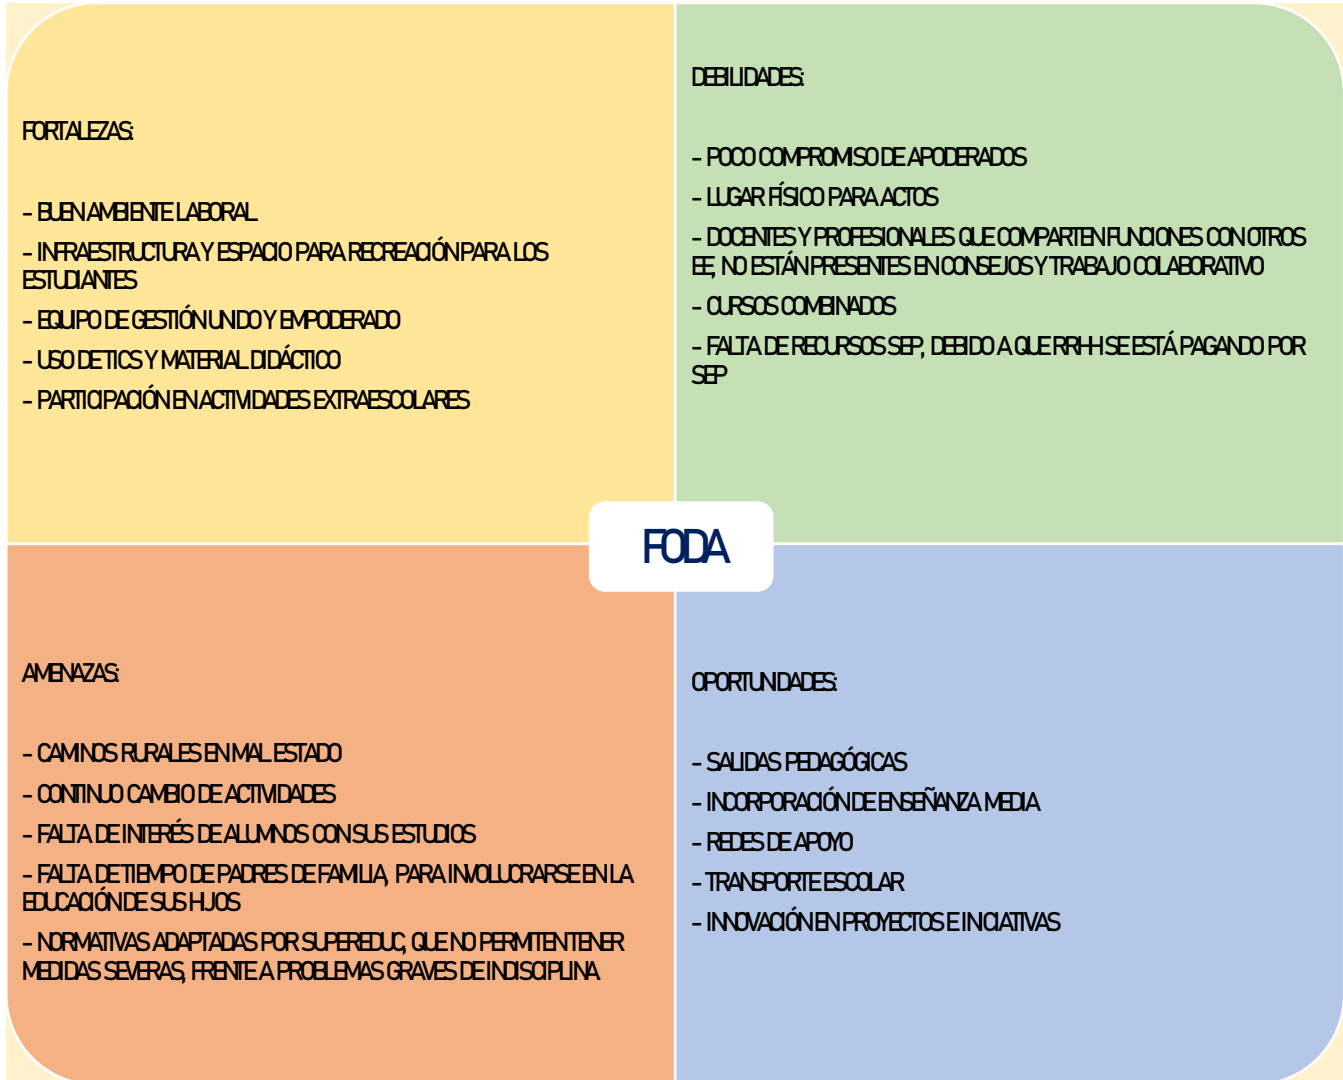 FORTALEZAS:
- BUEN AMBIENTE LABORAL
- INFRAESTRUCTURA Y ESPACIO PARA RECREACIÓN PARA LOS
ESTUDIANTES
- EQUIPO DE GESTIÓN UNIDO Y EMPODERADO
- USO DE TICS Y MATERIAL DIDÁCTICO
- PARTICIPACIÓN EN ACTIVIDADES EXTRAESCOLARES
DEBILIDADES:
- POCO COMPROMISO DE APODERADOS
- LUGAR FÍSICO PARA ACTOS
- DOCENTES Y PROFESIONALES QUE COMPARTEN FUNCIONES CON OTROS
EE, NO ESTÁN PRESENTES EN CONSEJOS Y TRABAJO COLABORATIVO
- CURSOS COMBINADOS
- FALTA DE RECURSOS SEP, DEBIDO A QUE RRHH SE ESTÁ PAGANDO POR
SEP
FODA
AMENAZAS:
- CAMINOS RURALES EN MAL ESTADO
- CONTINUO CAMBIO DE ACTIVIDADES
- FALTA DE INTERÉS DE ALUMNOS CON SUS ESTUDIOS
- FALTA DE TIEMPO DE PADRES DE FAMILIA, PARA INVOLUCRARSE EN LA
EDUCACIÓN DE SUS HIJOS
- NORMATIVAS ADAPTADAS POR SUPEREDUC, QUE NO PERMITEN TENER
MEDIDAS SEVERAS, FRENTE A PROBLEMAS GRAVES DE INDISCIPLINA
OPORTUNIDADES:
- SALIDAS PEDAGÓGICAS
- INCORPORACIÓN DE ENSEÑANZA MEDIA
- REDES DE APOYO
- TRANSPORTE ESCOLAR
- INNOVACIÓN EN PROYECTOS E INICIATIVAS